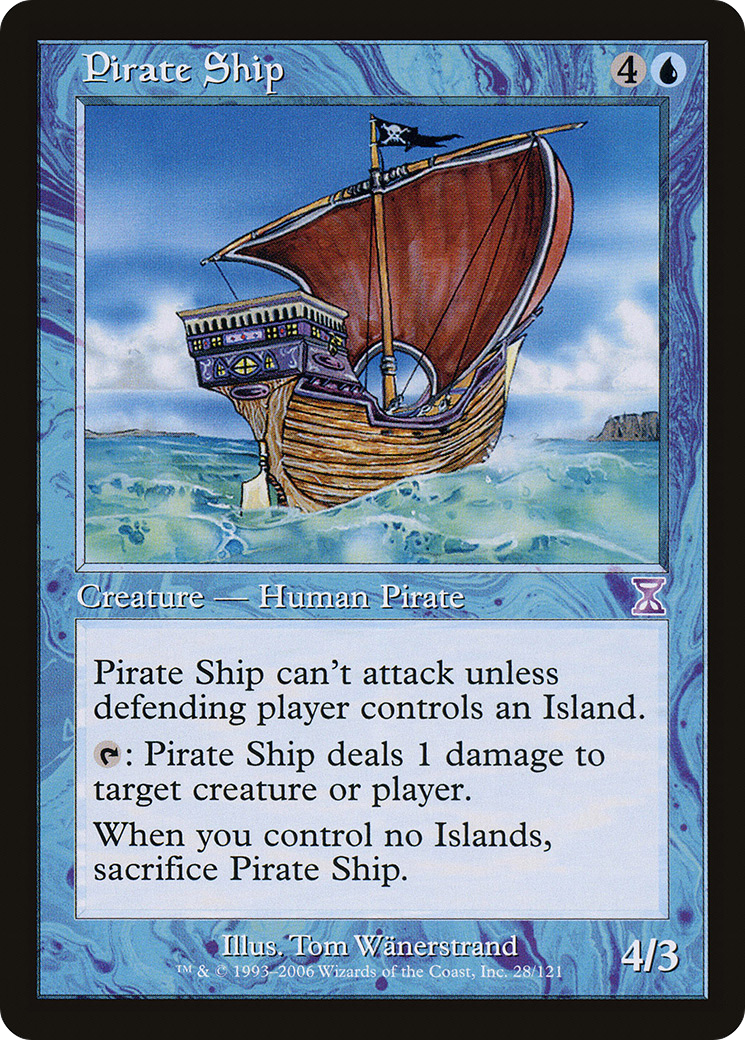 Pirate Ship 4
Creature — Human Pirate
Pirate Ship can't attack unless
defending player controls an Island.
: Pirate Ship deals 1 damage to
target creature or player.
When you control no Islands,
sacrifice Pirate Ship.
Illus. Tom Wänerstrand
™ & © 1993–2006 Wizards of the Coast, Inc. 28/121
4/3